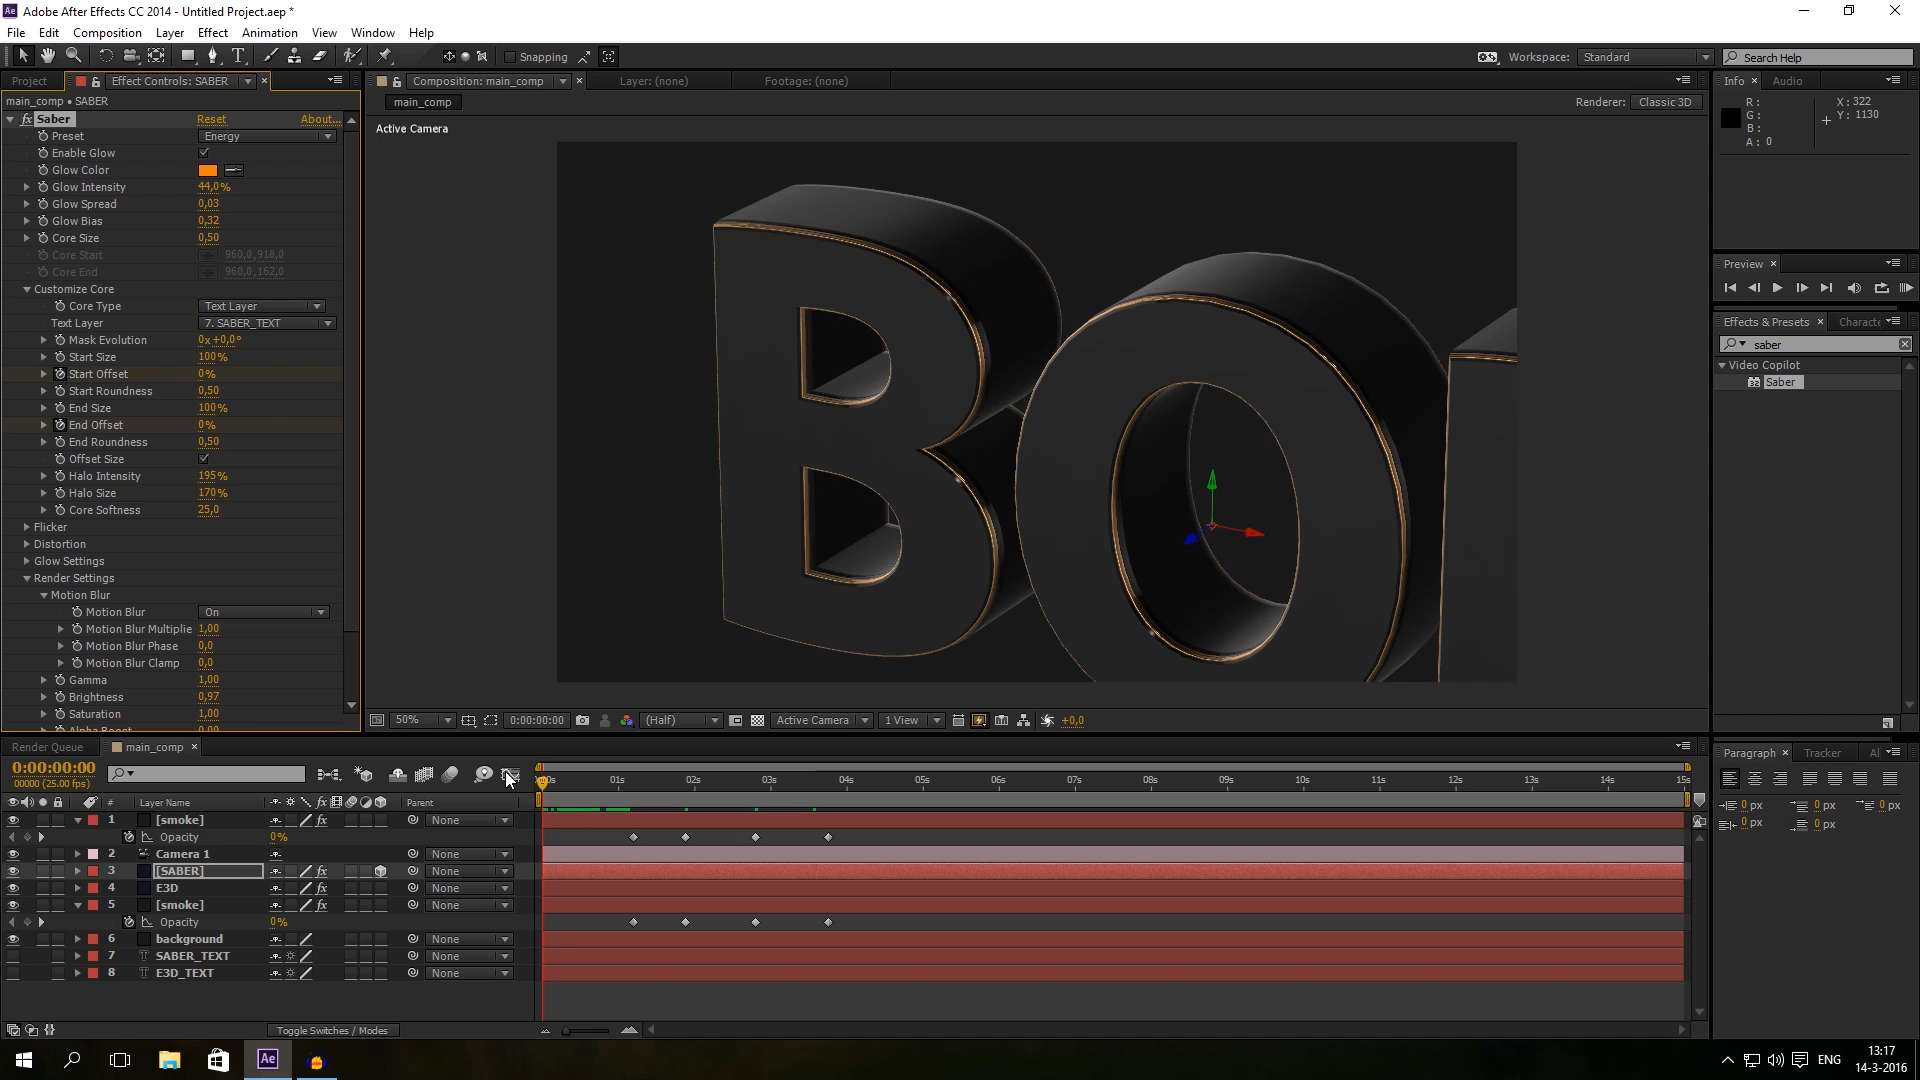 Adobe After Effects CC 2014 - Untitled Project.aep *
File Edit Composition Layer Effect Animation View Window Help
Snapping
Workspace: Standard
Search Help
Project
Effect Controls: SABER
Composition: main_comp
Layer: (none)
Footage: (none)
Info
Audio
main_comp • SABER
main_comp
Renderer: Classic 3D
Active Camera
R:
G:
B:
A: 0
X: 322
Y: 1130
Saber Reset About...
Preset Energy
Enable Glow
Glow Color
Glow Intensity 44,0%
Glow Spread 0,03
Glow Bias 0,32
Core Size 0,50
Core Start 960,0,918,0
Core End 960,0,162,0
Customize Core
Core Type Text Layer
Text Layer 7. SABER_TEXT
Mask Evolution 0x+0,0°
Start Size 100%
Start Offset 0%
Start Roundness 0,50
End Size 100%
End Offset 0%
End Roundness 0,50
Offset Size
Halo Intensity 195%
Halo Size 170%
Core Softness 25,0
Flicker
Distortion
Glow Settings
Render Settings
Motion Blur
Motion Blur On
Motion Blur Multiplie 1,00
Motion Blur Phase 0,0
Motion Blur Clamp 0,0
Gamma 1,00
Brightness 0,97
Saturation 1,00
Alpha Boost 0,0
BO
Preview
Effects & Presets
Characte
saber
Video Copilot
Saber
50%
0:00:00:00
(Half)
Active Camera
1 View
+0,0
Render Queue
main_comp
0:00:00:00
00000 (25.00 fps)
# Layer Name Parent
00s 01s 02s 03s 04s 05s 06s 07s 08s 09s 10s 11s 12s 13s 14s 15s
1 [smoke] None
Opacity 0%
2 Camera 1 None
3 [SABER] None
4 E3D None
5 [smoke] None
Opacity 0%
6 background None
7 SABER_TEXT None
8 E3D_TEXT None
Toggle Switches / Modes
Paragraph
Tracker
Al
0 px 0 px 0 px
0 px 0 px
ENG
13:17
14-3-2016